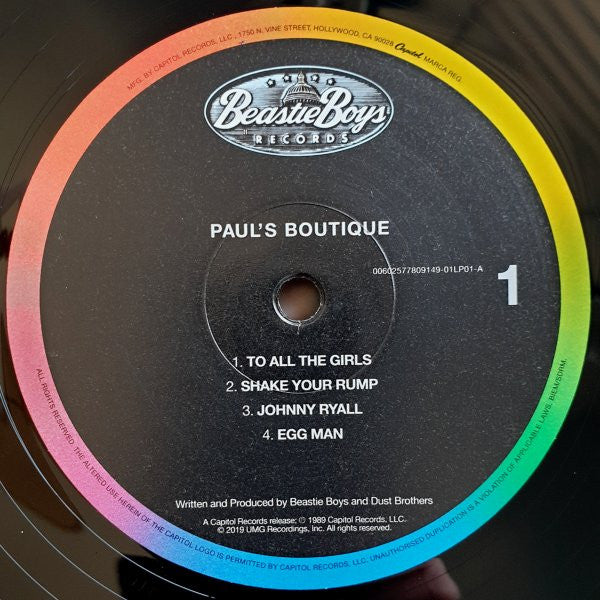 MFG. BY CAPITOL RECORDS, LLC., 1750 N. VINE STREET, HOLLYWOOD, CA 90028 Capitol, MARCA REG.
Beastie Boys
RECORDS
PAUL'S BOUTIQUE
00602577809149-01LP01-A
1
1. TO ALL THE GIRLS
2. SHAKE YOUR RUMP
3. JOHNNY RYALL
4. EGG MAN
Written and Produced by Beastie Boys and Dust Brothers
A Capitol Records release; ℗ 1989 Capitol Records, LLC.
© 2019 UMG Recordings, Inc. All rights reserved.
ALL RIGHTS RESERVED. THE ALTERED USE HEREIN OF THE CAPITOL LOGO IS PERMITTED BY CAPITOL RECORDS, LLC. UNAUTHORISED DUPLICATION IS A VIOLATION OF APPLICABLE LAWS. BIEM/SDRM.